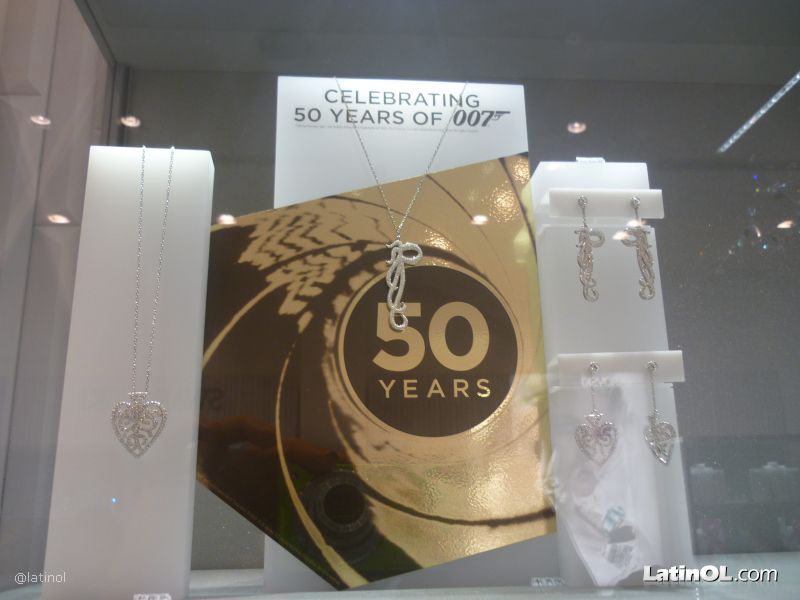 CELEBRATING
50 YEARS OF 007
50
YEARS
@latinol
LatinOL.com